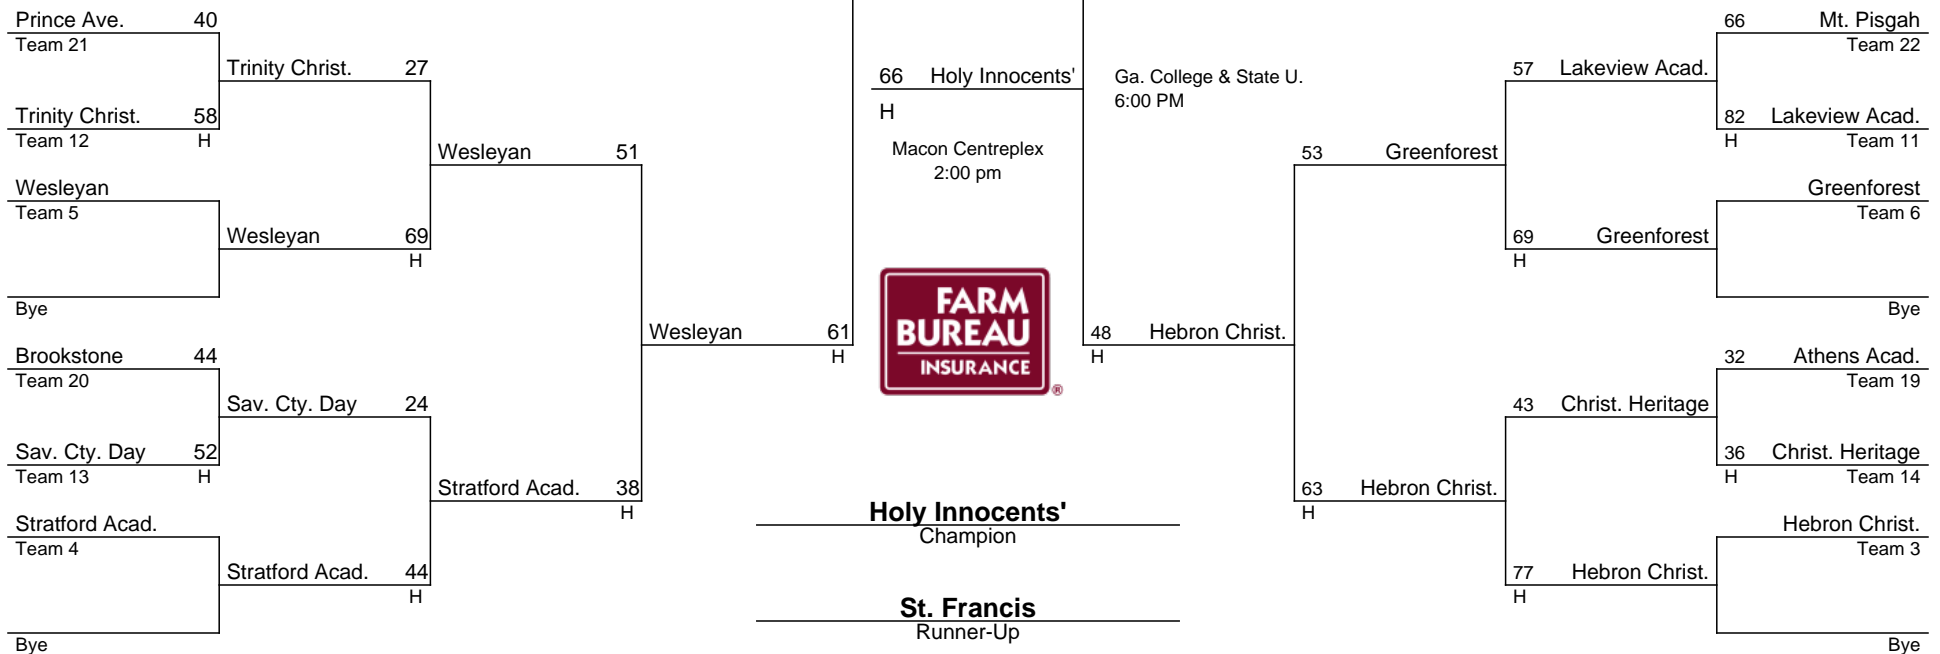 Prince Ave. 40
Team 21
Trinity Christ. 27
Trinity Christ. 58
Team 12 H
Wesleyan 51
Wesleyan
Team 5
Wesleyan 69
H
Bye
Wesleyan 61
H
Brookstone 44
Team 20
Sav. Cty. Day 24
Sav. Cty. Day 52
Team 13 H
Stratford Acad. 38
H
Stratford Acad.
Team 4
Stratford Acad. 44
H
Bye
66 Holy Innocents'
H
Macon Centreplex
2:00 pm
Ga. College & State U.
6:00 PM
FARM
BUREAU
INSURANCE
®
Holy Innocents'
Champion
St. Francis
Runner-Up
66 Mt. Pisgah
Team 22
57 Lakeview Acad.
82 Lakeview Acad.
H Team 11
53 Greenforest
Greenforest
Team 6
69 Greenforest
H
Bye
48 Hebron Christ.
H
32 Athens Acad.
Team 19
43 Christ. Heritage
36 Christ. Heritage
H Team 14
63 Hebron Christ.
H
Hebron Christ.
Team 3
77 Hebron Christ.
H
Bye